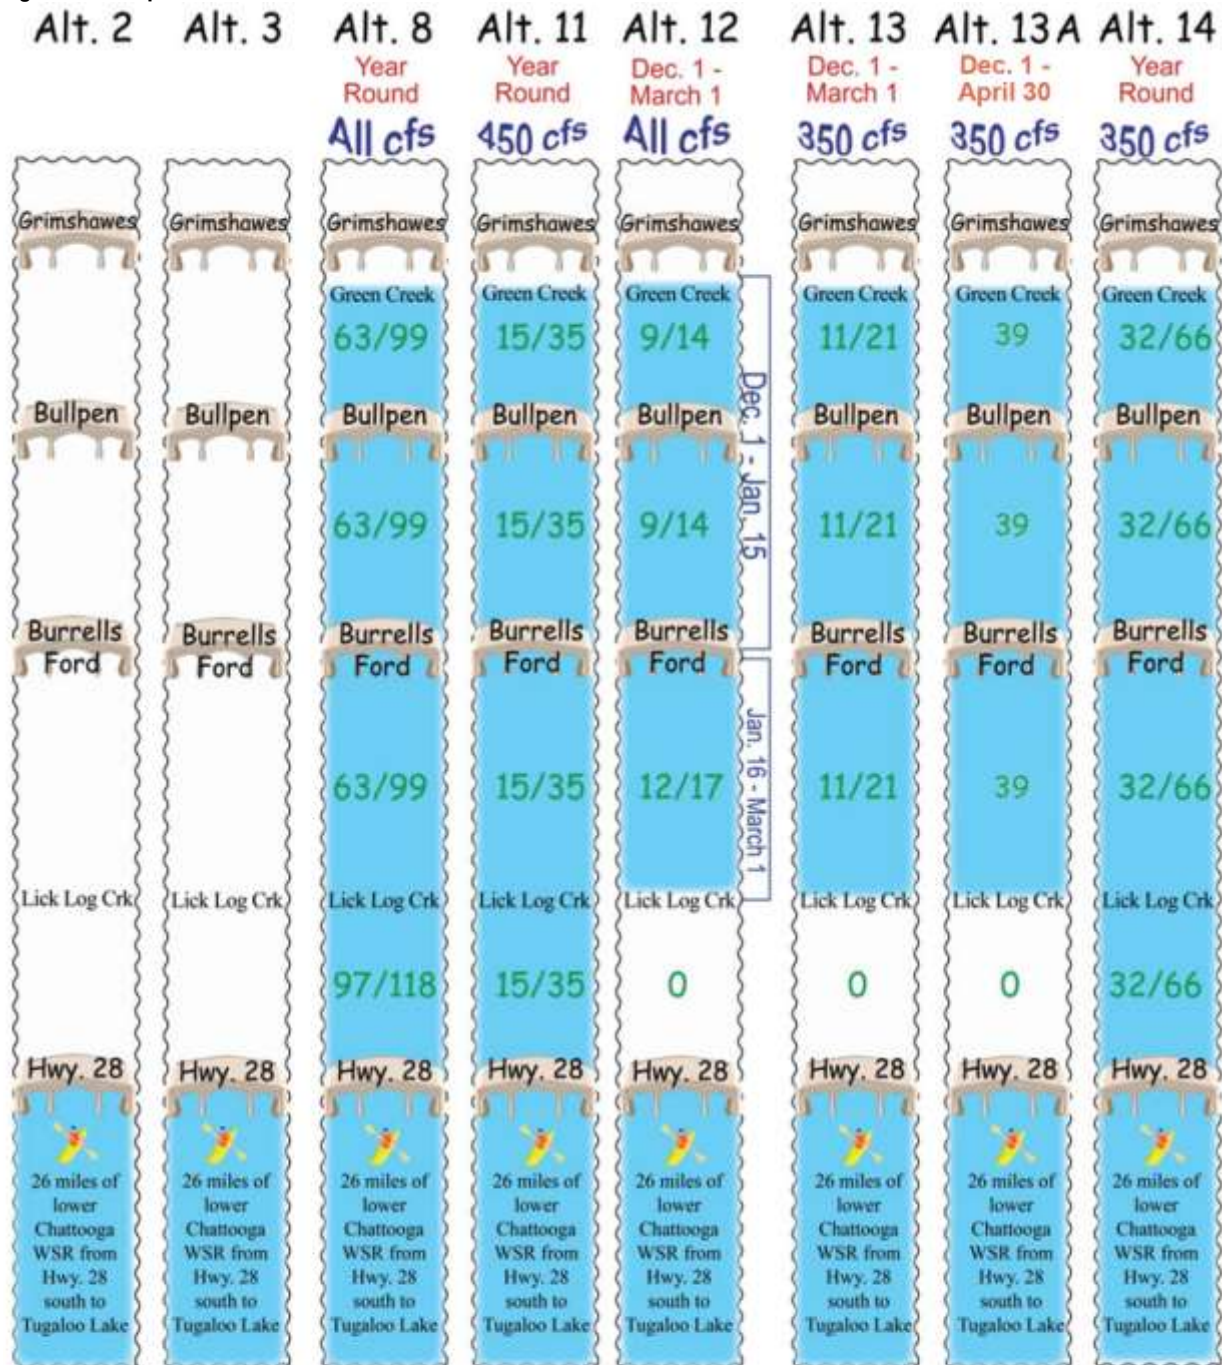 Alt. 2 Alt. 3 Alt. 8 Alt. 11 Alt. 12 Alt. 13 Alt. 13 A Alt. 14
Year Year Dec. 1 - Dec. 1 - Dec. 1 - Year
Round Round March 1 March 1 April 30 Round
All cfs 450 cfs All cfs 350 cfs 350 cfs 350 cfs
Grimshawes Grimshawes Grimshawes Grimshawes Grimshawes Grimshawes Grimshawes Grimshawes
Green Creek Green Creek Green Creek Green Creek Green Creek Green Creek
63/99 15/35 9/14 11/21 39 32/66
Dec. 1 - Jan. 15
Bullpen Bullpen Bullpen Bullpen Bullpen Bullpen Bullpen Bullpen
63/99 15/35 9/14 11/21 39 32/66
Burrells Burrells Burrells Burrells Burrells Burrells Burrells Burrells
Ford Ford Ford Ford Ford Ford Ford Ford
Jan. 16 - March 1
63/99 15/35 12/17 11/21 39 32/66
Lick Log Crk Lick Log Crk Lick Log Crk Lick Log Crk Lick Log Crk Lick Log Crk Lick Log Crk Lick Log Crk
97/118 15/35 0 0 0 32/66
Hwy. 28 Hwy. 28 Hwy. 28 Hwy. 28 Hwy. 28 Hwy. 28 Hwy. 28 Hwy. 28
26 miles of 26 miles of 26 miles of 26 miles of 26 miles of 26 miles of 26 miles of 26 miles of
lower lower lower lower lower lower lower lower
Chattooga Chattooga Chattooga Chattooga Chattooga Chattooga Chattooga Chattooga
WSR from WSR from WSR from WSR from WSR from WSR from WSR from WSR from
Hwy. 28 Hwy. 28 Hwy. 28 Hwy. 28 Hwy. 28 Hwy. 28 Hwy. 28 Hwy. 28
south to south to south to south to south to south to south to south to
Tugaloo Lake Tugaloo Lake Tugaloo Lake Tugaloo Lake Tugaloo Lake Tugaloo Lake Tugaloo Lake Tugaloo Lake